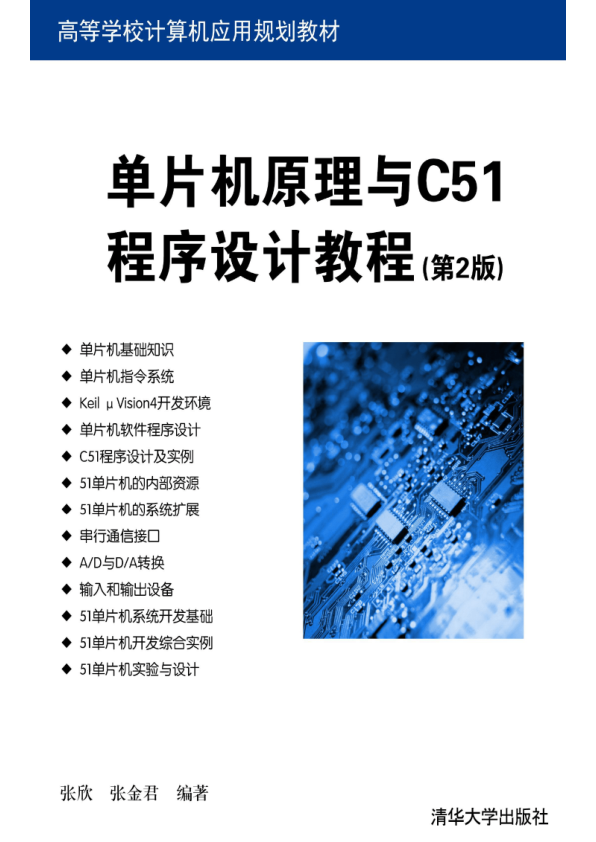 高等学校计算机应用规划教材
单片机原理与C51
程序设计教程(第2版)
◆ 单片机基础知识
◆ 单片机指令系统
◆ Keil μ Vision4开发环境
◆ 单片机软件程序设计
◆ C51程序设计及实例
◆ 51单片机的内部资源
◆ 51单片机的系统扩展
◆ 串行通信接口
◆ A/D与D/A转换
◆ 输入和输出设备
◆ 51单片机系统开发基础
◆ 51单片机开发综合实例
◆ 51单片机实验与设计
张欣 张金君 编著
清华大学出版社